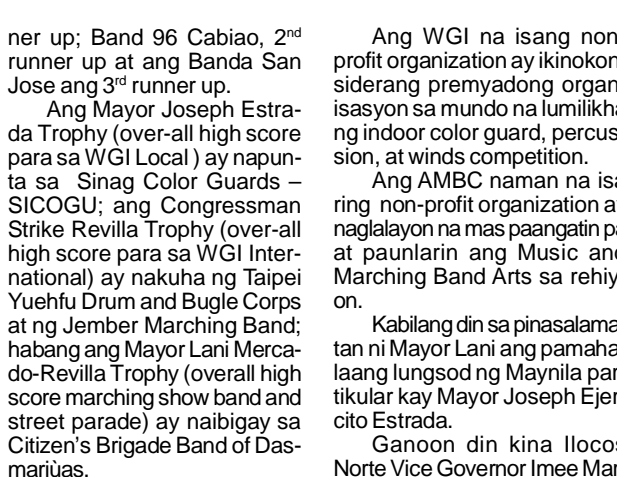 ner up; Band 96 Cabiao, 2nd
runner up at ang Banda San
Jose ang 3rd runner up.
Ang Mayor Joseph Estra-
da Trophy (over-all high score
para sa WGI Local ) ay napun-
ta sa Sinag Color Guards –
SICOGU; ang Congressman
Strike Revilla Trophy (over-all
high score para sa WGI Inter-
national) ay nakuha ng Taipei
Yuehfu Drum and Bugle Corps
at ng Jember Marching Band;
habang ang Mayor Lani Merca-
do-Revilla Trophy (overall high
score marching show band and
street parade) ay naibigay sa
Citizen's Brigade Band of Das-
mariùas.
Ang WGI na isang non
profit organization ay ikinokon
siderang premyadong organ
isasyon sa mundo na lumilikha
ng indoor color guard, percus
sion, at winds competition.
Ang AMBC naman na isa
ring non-profit organization ay
naglalayon na mas paangatin pa
at paunlarin ang Music and
Marching Band Arts sa rehiy
on.
Kabilang din sa pinasalama
tan ni Mayor Lani ang pamaha
laang lungsod ng Maynila par
tikular kay Mayor Joseph Ejer
cito Estrada.
Ganoon din kina Ilocos
Norte Vice Governor Imee Mar